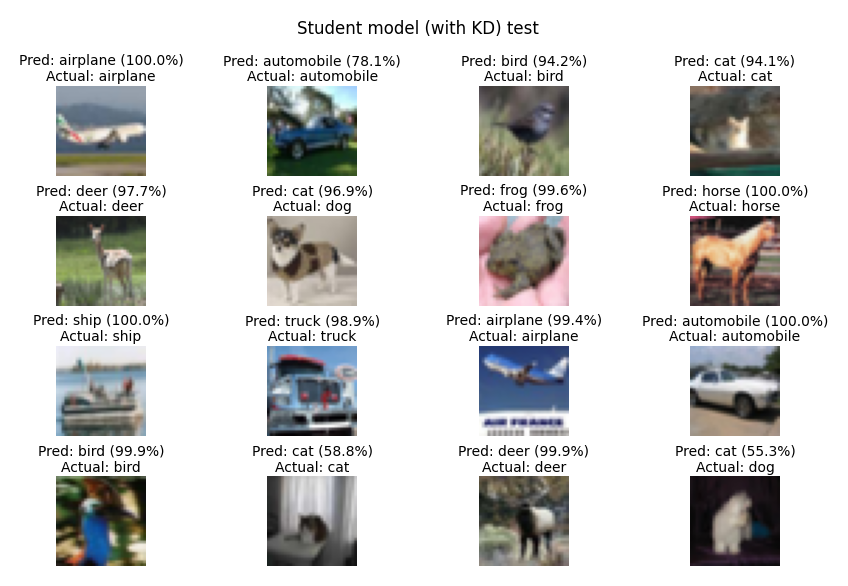 Student model (with KD) test
Pred: airplane (100.0%)
Actual: airplane
Pred: automobile (78.1%)
Actual: automobile
Pred: bird (94.2%)
Actual: bird
Pred: cat (94.1%)
Actual: cat
Pred: deer (97.7%)
Actual: deer
Pred: cat (96.9%)
Actual: dog
Pred: frog (99.6%)
Actual: frog
Pred: horse (100.0%)
Actual: horse
Pred: ship (100.0%)
Actual: ship
Pred: truck (98.9%)
Actual: truck
Pred: airplane (99.4%)
Actual: airplane
AIR FRANCE
Pred: automobile (100.0%)
Actual: automobile
Pred: bird (99.9%)
Actual: bird
Pred: cat (58.8%)
Actual: cat
Pred: deer (99.9%)
Actual: deer
Pred: cat (55.3%)
Actual: dog